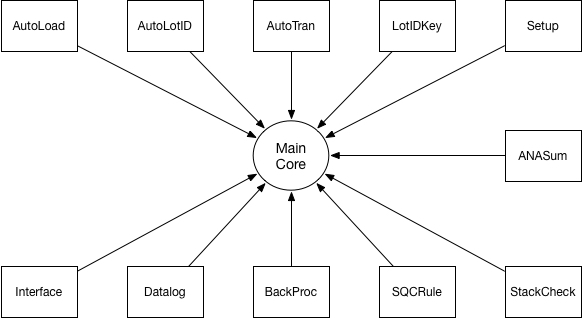 AutoLoad
AutoLotID
AutoTran
LotIDKey
Setup
Main
Core
ANASum
Interface
Datalog
BackProc
SQCRule
StackCheck